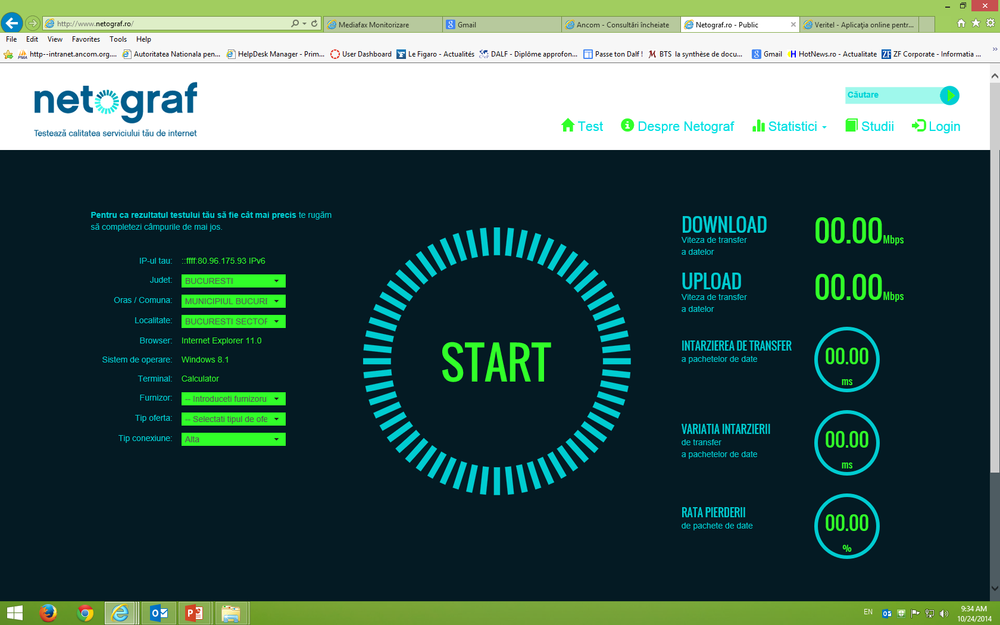 http://www.netograf.ro/
Mediafax Monitorizare
Gmail
Ancom - Consultări încheiate
Netograf.ro - Public
Veritel - Aplicaţia online pentr...
File Edit View Favorites Tools Help
http--intranet.ancom.org....
Autoritatea Nationala pen...
HelpDesk Manager - Prim...
User Dashboard
Le Figaro - Actualités
DALF - Diplôme approfon...
Passe ton Dalf !
BTS la synthèse de docu...
Gmail
HotNews.ro - Actualitate
ZF Corporate - Informatia ...
netograf
Testează calitatea serviciului tău de internet
Căutare
Test
Despre Netograf
Statistici
Studii
Login
Pentru ca rezultatul testului tău să fie cât mai precis te rugăm
să completezi câmpurile de mai jos.
IP-ul tau: ::ffff:80.96.175.93 IPv6
Judet: BUCURESTI
Oras / Comuna: MUNICIPIUL BUCURE
Localitate: BUCURESTI SECTOR
Browser: Internet Explorer 11.0
Sistem de operare: Windows 8.1
Terminal: Calculator
Furnizor: -- Introduceti furnizorul
Tip oferta: -- Selectati tipul de ofe
Tip conexiune: Alta
START
DOWNLOAD
Viteza de transfer
a datelor
00.00 Mbps
UPLOAD
Viteza de transfer
a datelor
00.00 Mbps
INTARZIEREA DE TRANSFER
a pachetelor de date
00.00
ms
VARIATIA INTARZIERII
de transfer
a pachetelor de date
00.00
ms
RATA PIERDERII
de pachete de date
00.00
%
EN
9:34 AM
10/24/2014